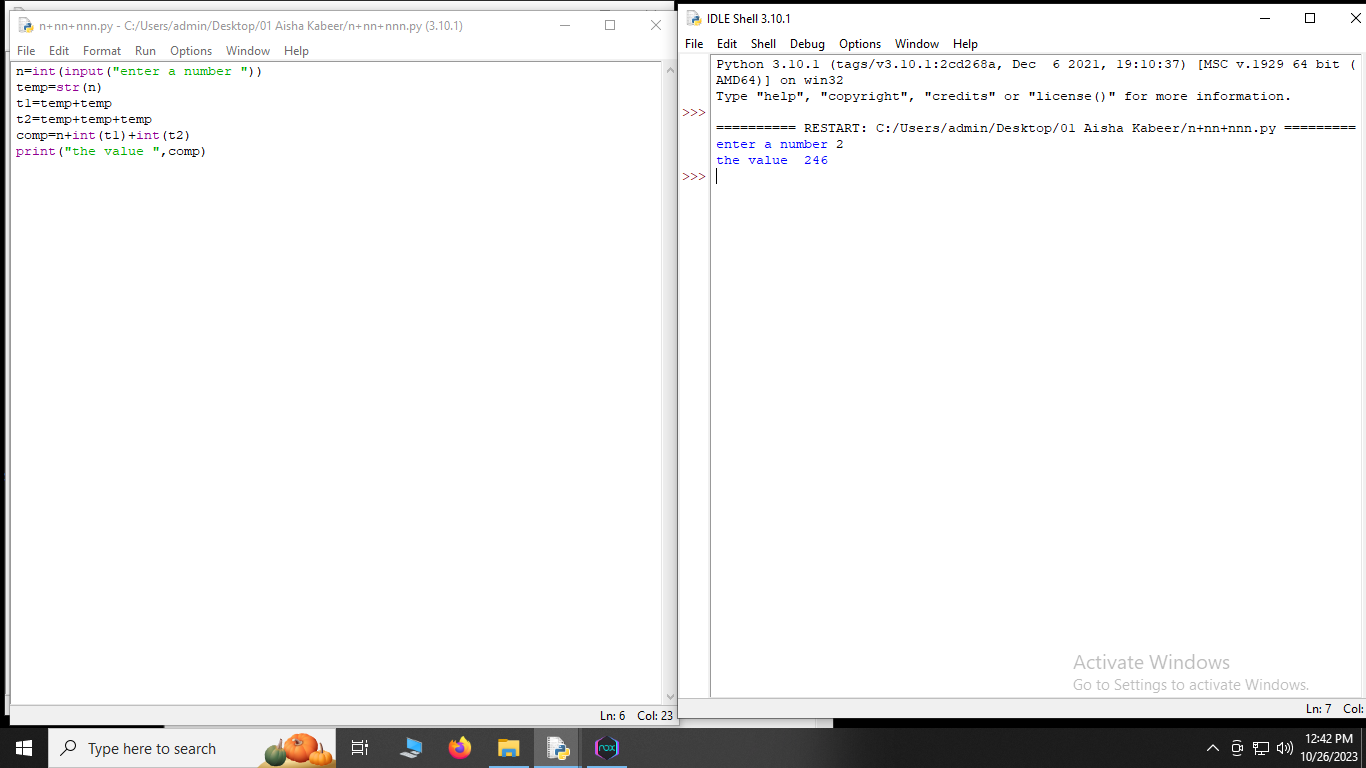 n+nn+nnn.py - C:/Users/admin/Desktop/01 Aisha Kabeer/n+nn+nnn.py (3.10.1)
File Edit Format Run Options Window Help
n=int(input("enter a number "))
temp=str(n)
t1=temp+temp
t2=temp+temp+temp
comp=n+int(t1)+int(t2)
print("the value ",comp)
Ln: 6 Col: 23
IDLE Shell 3.10.1
File Edit Shell Debug Options Window Help
Python 3.10.1 (tags/v3.10.1:2cd268a, Dec  6 2021, 19:10:37) [MSC v.1929 64 bit (
AMD64)] on win32
Type "help", "copyright", "credits" or "license()" for more information.
>>>
========== RESTART: C:/Users/admin/Desktop/01 Aisha Kabeer/n+nn+nnn.py =========
enter a number 2
the value  246
>>>
Activate Windows
Go to Settings to activate Windows.
Ln: 7 Col:
Type here to search
nox
12:42 PM
10/26/2023